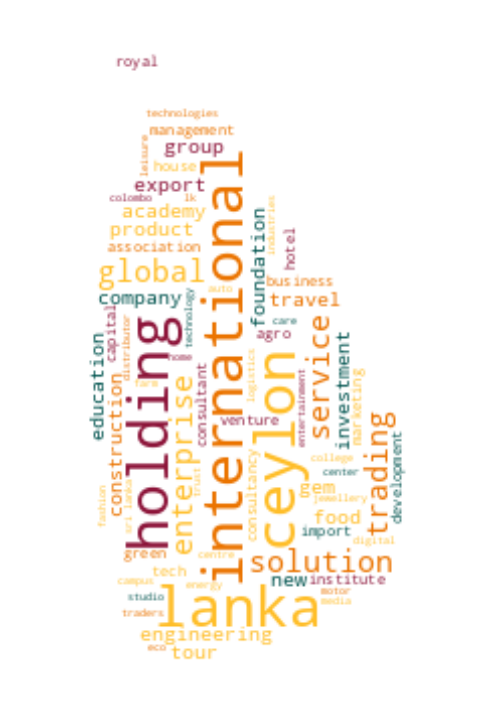 royal
technologies
management
leisure
group
house
export
colombo
lk
academy
product
association
global
company
international
foundation
industries
hotel
business
travel
auto
technology
care
agro
capital
distributor
holding
home
education
construction
farm
enterprise
consultant
logistics
ceylon
entertainment
service
investment
marketing
venture
trading
development
consultancy
college
center
gem
jewellery
food
import
digital
fashion
sri lanka
trust
green
centre
solution
tech
new
institute
campus
energy
motor
media
studio
traders
lanka
engineering
eco
tour